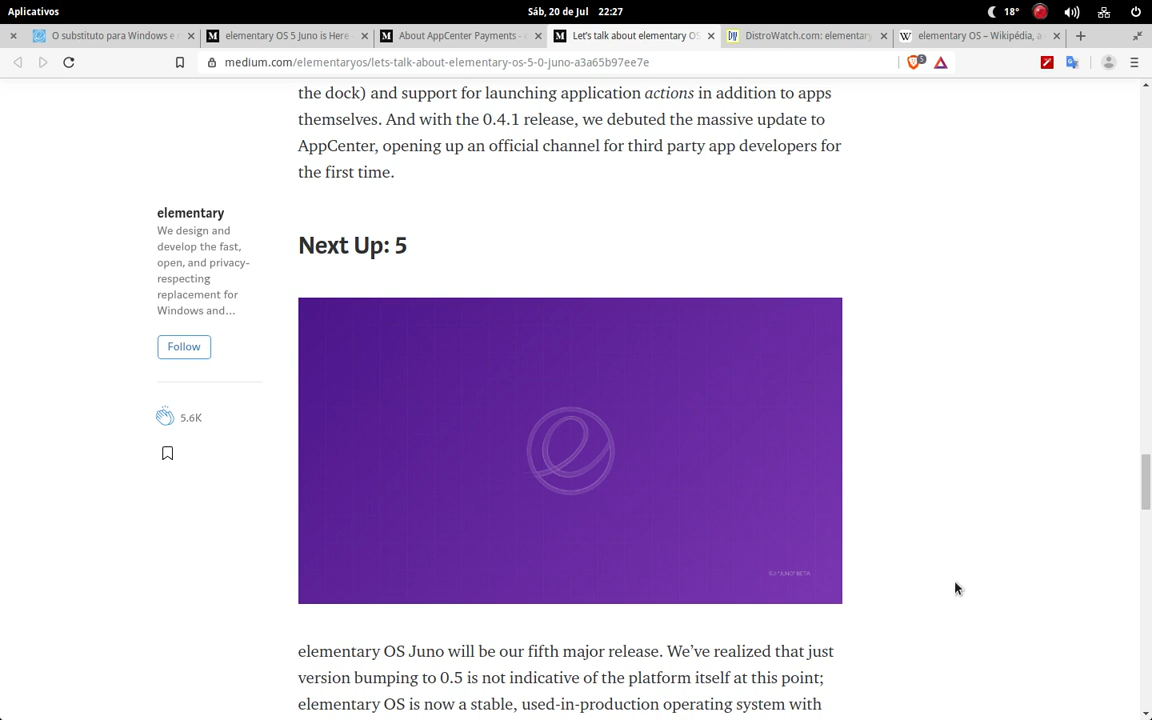 Aplicativos
Sáb, 20 de Jul 22:27
18°
O substituto para Windows e
elementary OS 5 Juno is Here
About AppCenter Payments -
Let's talk about elementary OS
DistroWatch.com: elementary
elementary OS – Wikipédia, a
medium.com/elementaryos/lets-talk-about-elementary-os-5-0-juno-a3a65b97ee7e
5
the dock) and support for launching application actions in addition to apps
themselves. And with the 0.4.1 release, we debuted the massive update to
AppCenter, opening up an official channel for third party app developers for
the first time.
elementary
We design and
develop the fast,
open, and privacy-
respecting
replacement for
Windows and...
Follow
5.6K
Next Up: 5
5.0 "JUNO" BETA
elementary OS Juno will be our fifth major release. We've realized that just
version bumping to 0.5 is not indicative of the platform itself at this point;
elementary OS is now a stable, used-in-production operating system with